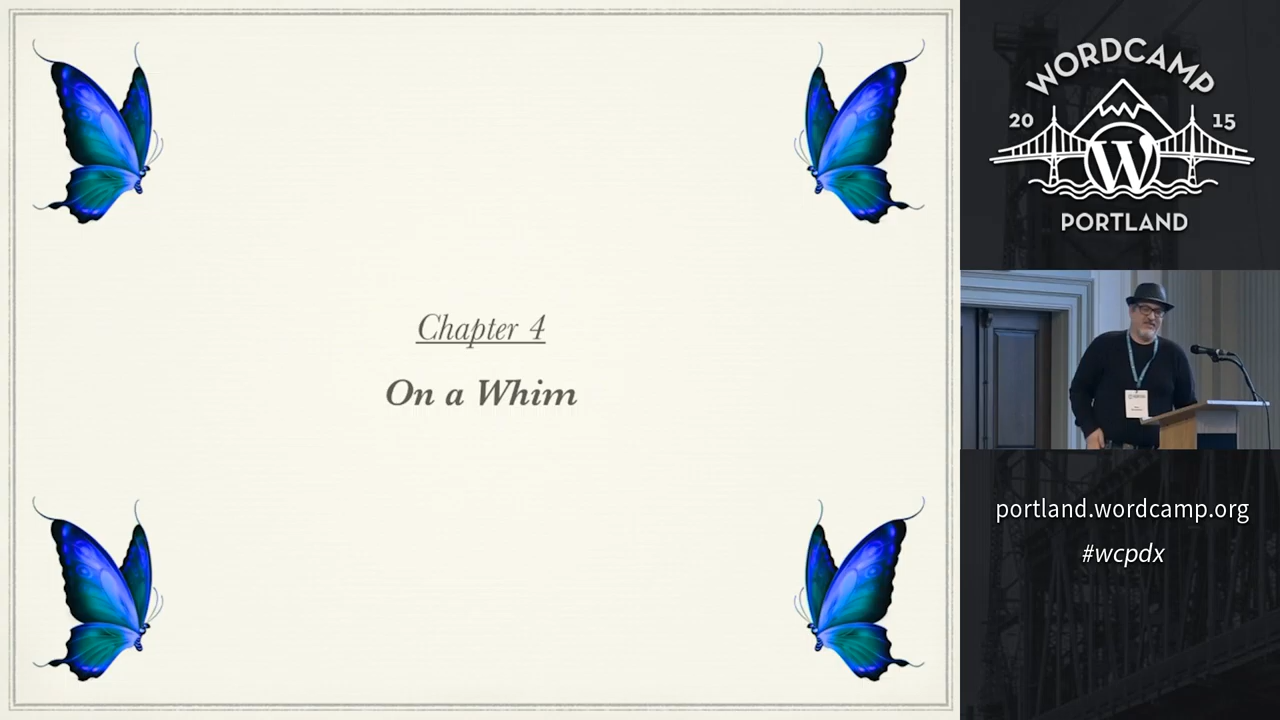 Chapter 4
On a Whim
WORDCAMP
20 15
W
PORTLAND
portland.wordcamp.org
#wcpdx